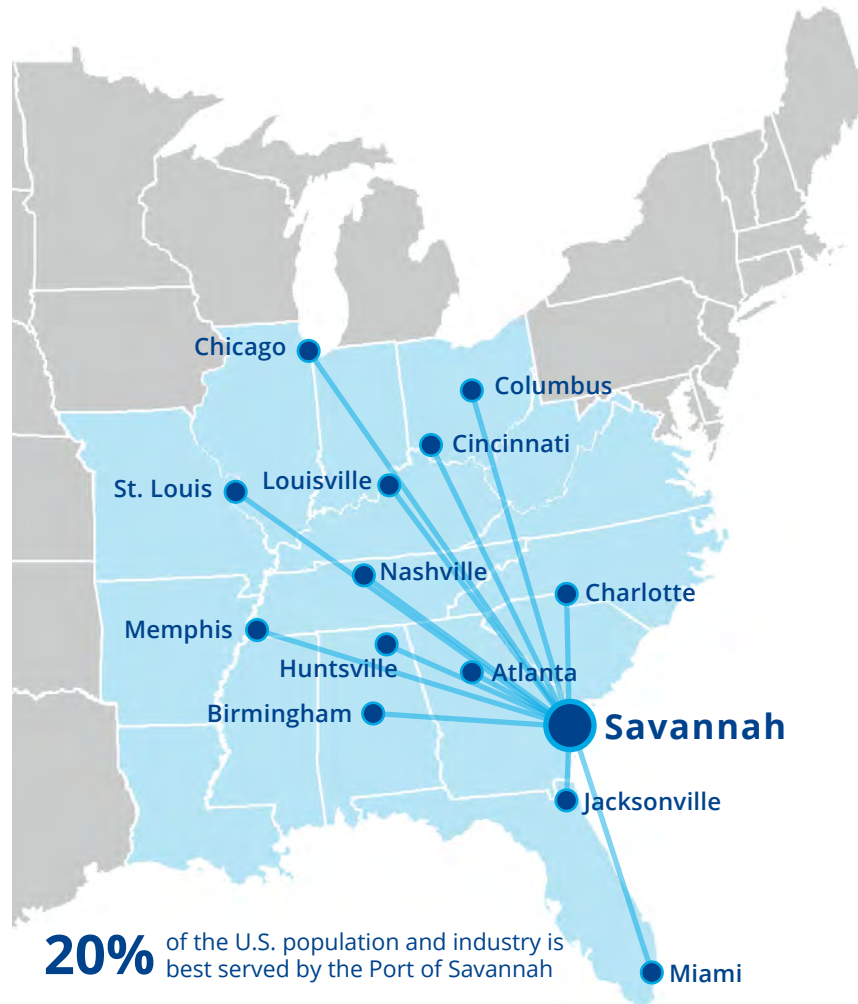 Chicago
Columbus
Cincinnati
Louisville
St. Louis
Nashville
Charlotte
Memphis
Huntsville
Atlanta
Birmingham
Savannah
Jacksonville
20% of the U.S. population and industry is
best served by the Port of Savannah
Miami